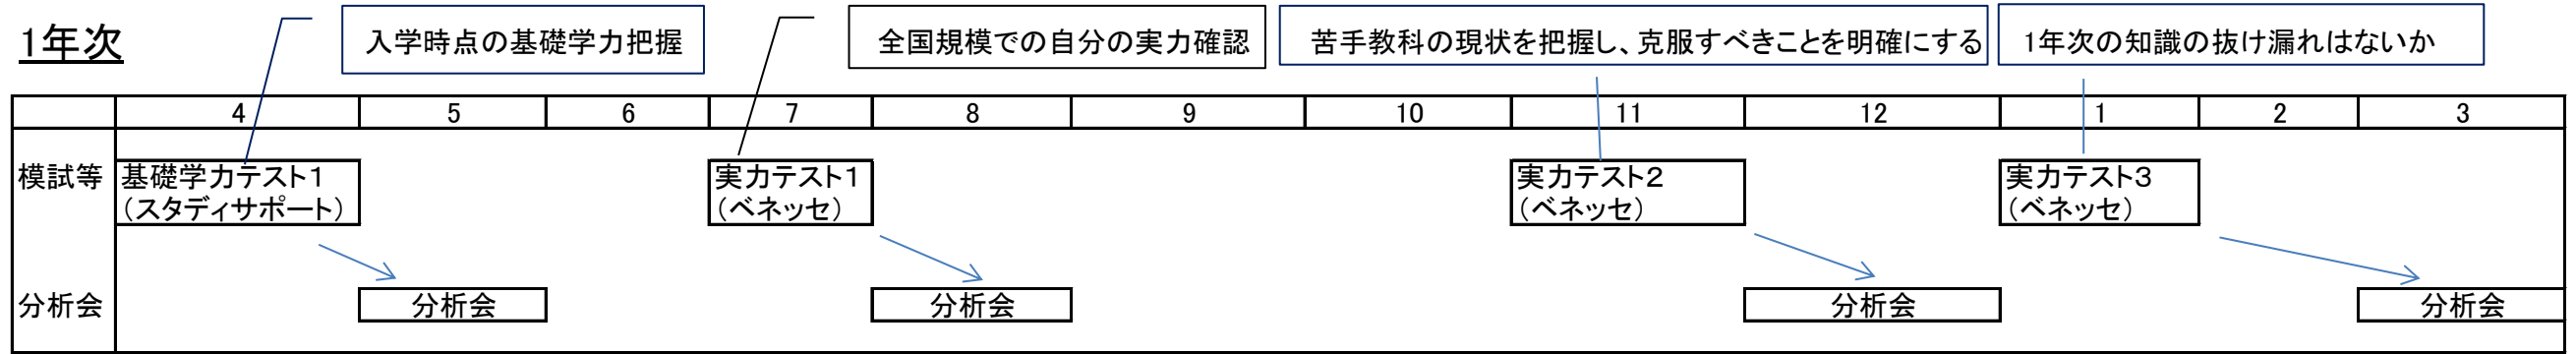 1年次
入学時点の基礎学力把握
全国規模での自分の実力確認
苦手教科の現状を把握し、克服すべきことを明確にする
1年次の知識の抜け漏れはないか
4 5 6 7 8 9 10 11 12 1 2 3
模試等
基礎学力テスト1
（スタディサポート）
実力テスト1
（ベネッセ）
実力テスト2
（ベネッセ）
実力テスト3
（ベネッセ）
分析会
分析会
分析会
分析会
分析会